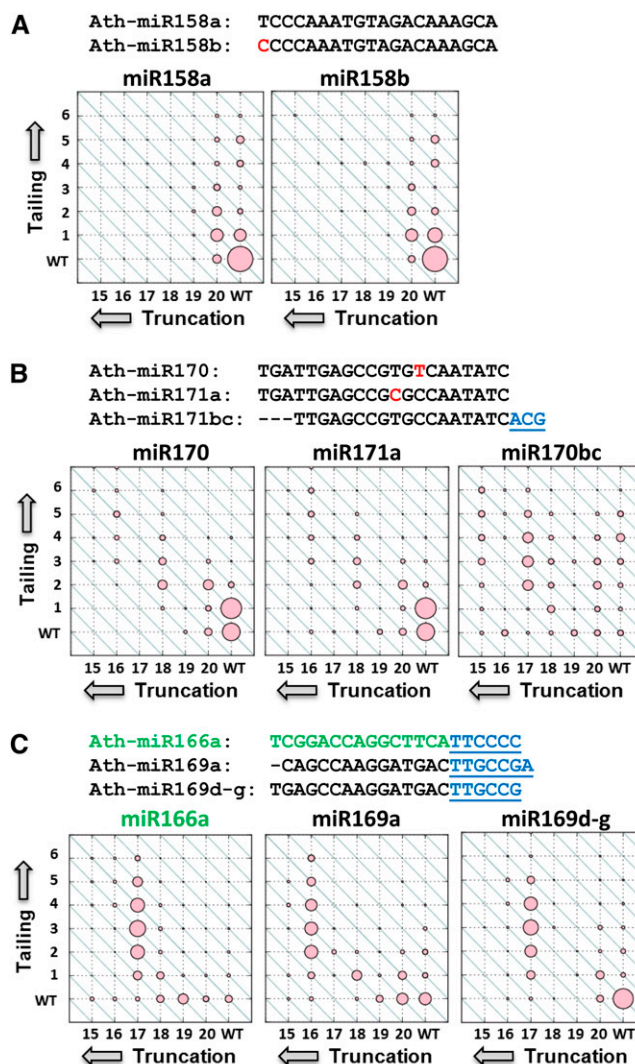 A
Ath-miR158a: TCCCAAATGTAGACAAAGCA
Ath-miR158b: CCCCAAATGTAGACAAAGCA
miR158a miR158b
Tailing
6
5
4
3
2
1
WT
15 16 17 18 19 20 WT 15 16 17 18 19 20 WT
Truncation Truncation
B
Ath-miR170: TGATTGAGCCGTGTCAATATC
Ath-miR171a: TGATTGAGCCGCGCCAATATC
Ath-miR171bc: ---TTGAGCCGTGCCAATATCACG
miR170 miR171a miR170bc
Tailing
6
5
4
3
2
1
WT
15 16 17 18 19 20 WT 15 16 17 18 19 20 WT 15 16 17 18 19 20 WT
Truncation Truncation Truncation
C
Ath-miR166a: TCGGACCAGGCTTCATTCCCC
Ath-miR169a: -CAGCCAAGGATGACTTGCCGA
Ath-miR169d-g: TGAGCCAAGGATGACTTGCCG
miR166a miR169a miR169d-g
Tailing
6
5
4
3
2
1
WT
15 16 17 18 19 20 WT 15 16 17 18 19 20 WT 15 16 17 18 19 20 WT
Truncation Truncation Truncation